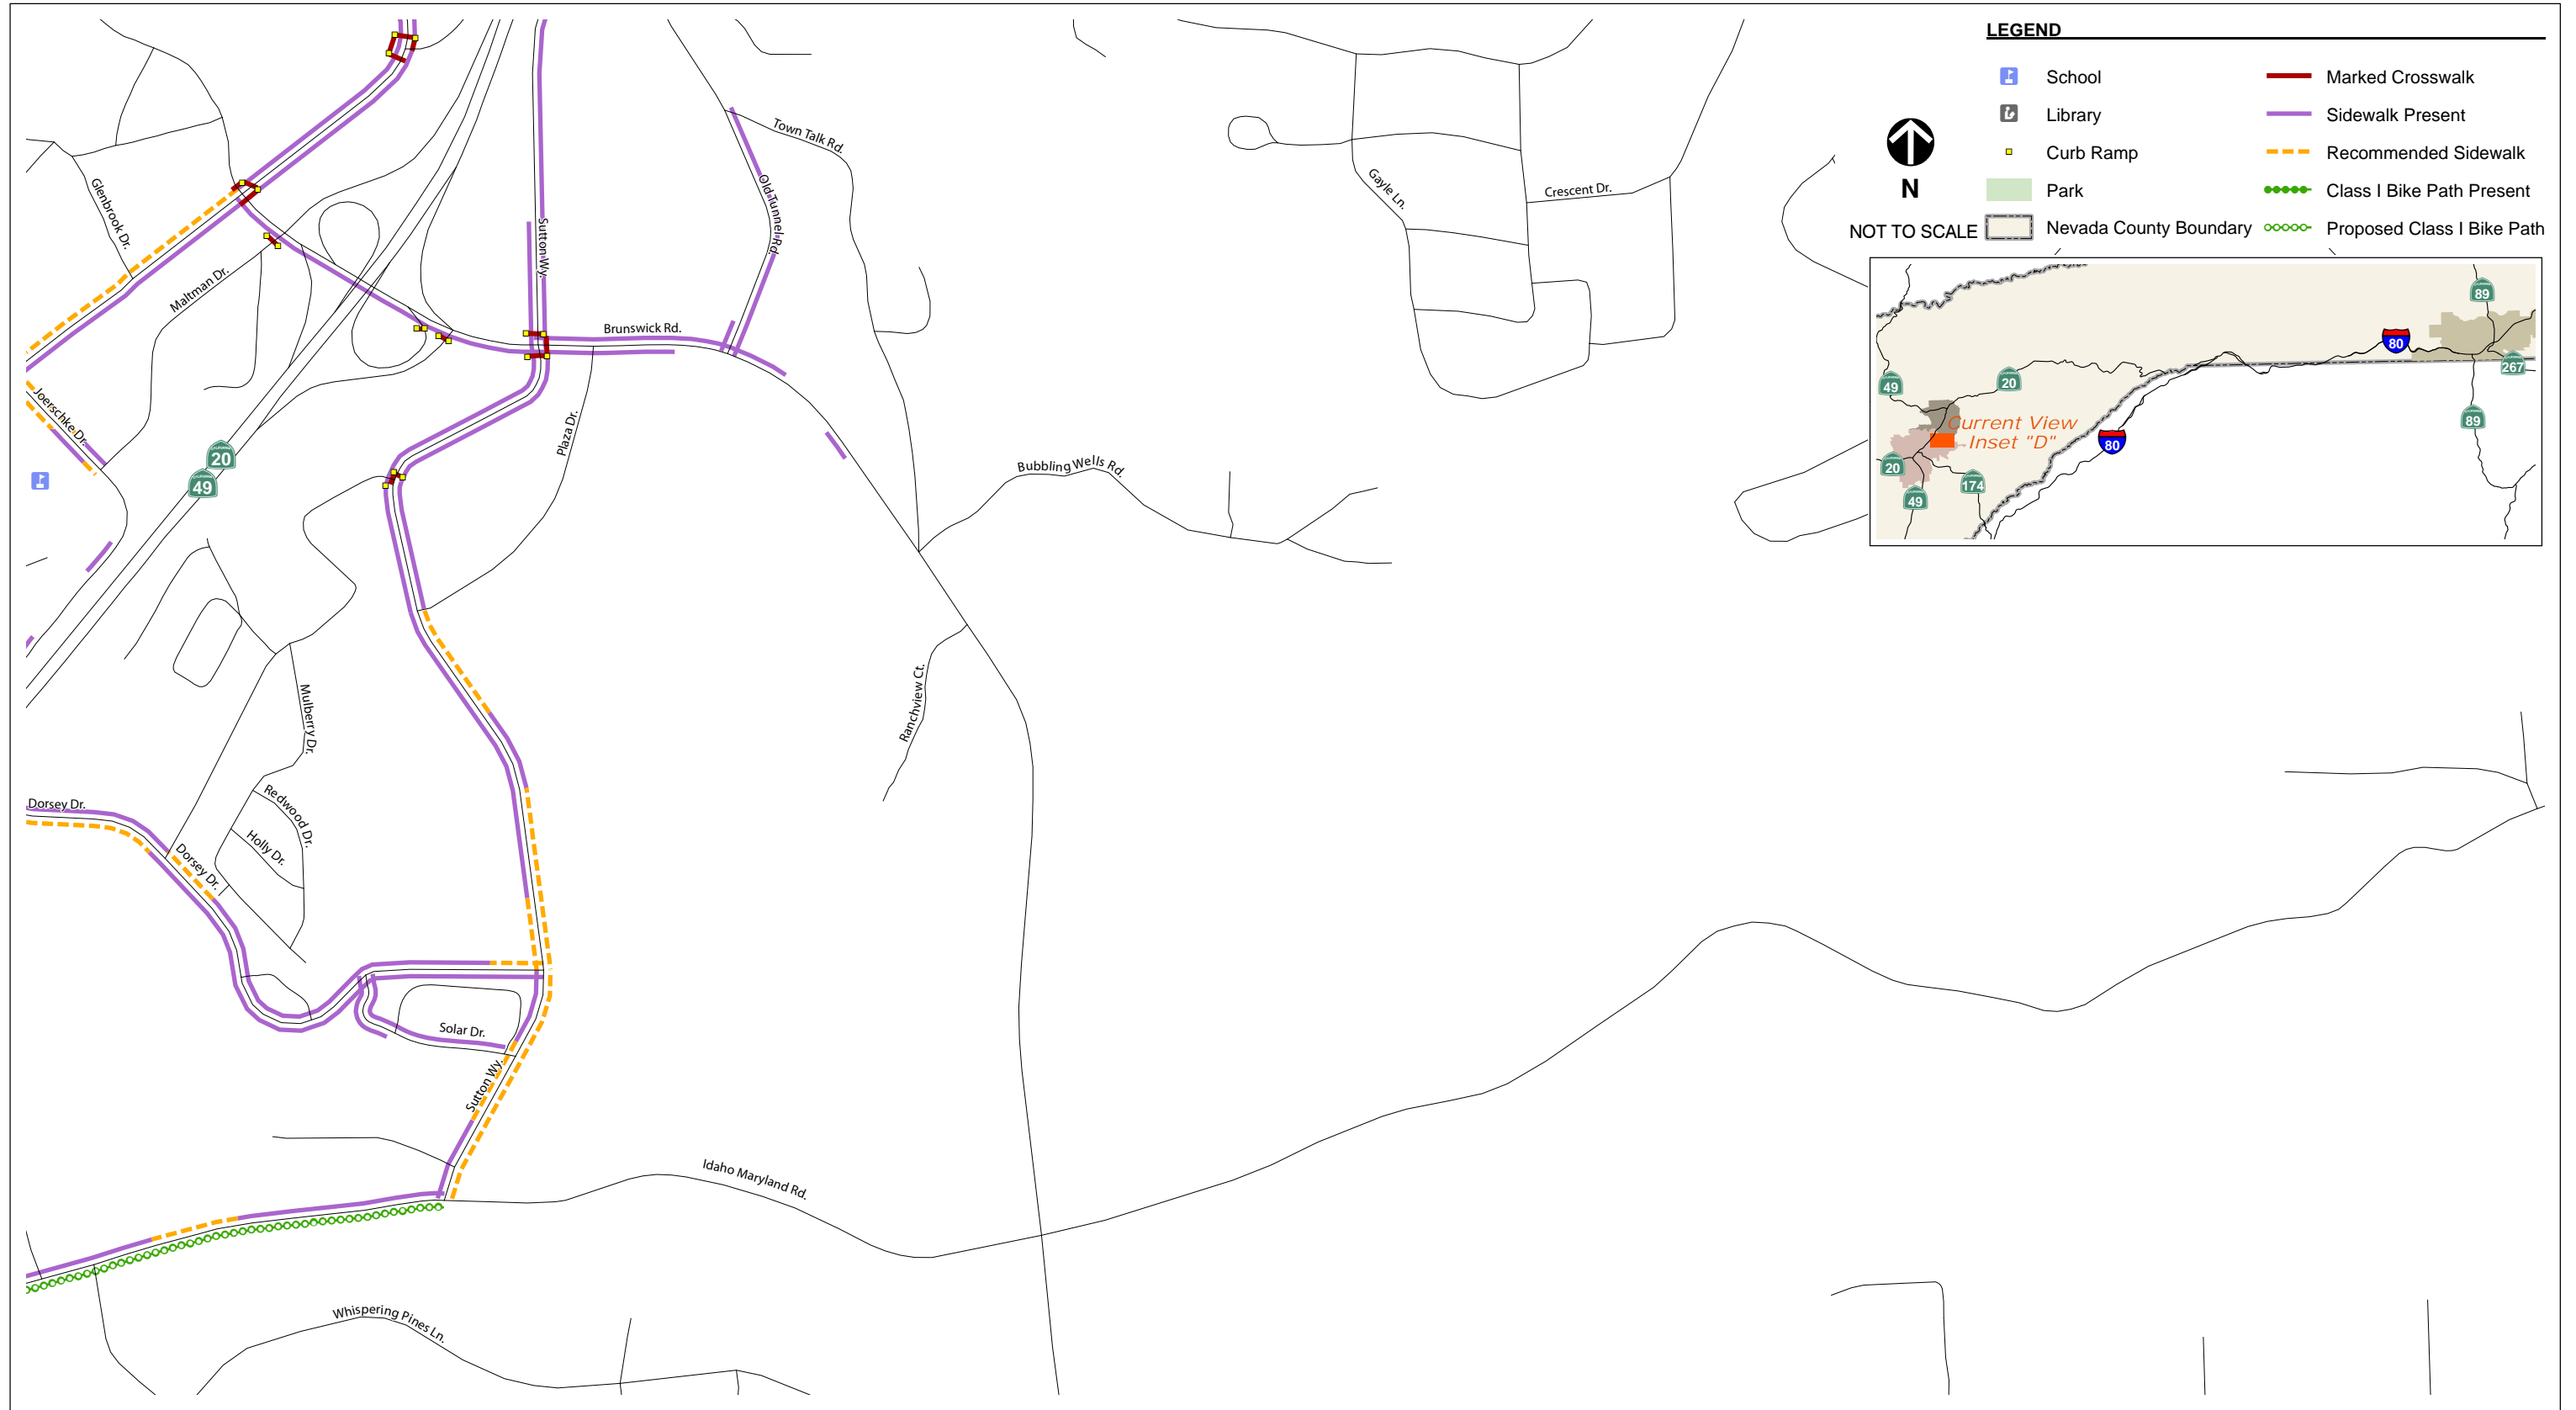 LEGEND
School
Library
Curb Ramp
Park
Nevada County Boundary
Marked Crosswalk
Sidewalk Present
Recommended Sidewalk
Class I Bike Path Present
Proposed Class I Bike Path
N
NOT TO SCALE
89
80
267
49
20
89
Current View
Inset "D"
80
20
174
49
Town Talk Rd.
Glenbrook Dr.
Old Tunnel Rd.
Gayle Ln.
Crescent Dr.
Sutton Wy.
Maltman Dr.
Brunswick Rd.
Joerschke Dr.
Plaza Dr.
20
49
Bubbling Wells Rd.
Ranchview Ct.
Mulberry Dr.
Dorsey Dr.
Redwood Dr.
Holly Dr.
Dorsey Dr.
Solar Dr.
Sutton Wy.
Idaho Maryland Rd.
Whispering Pines Ln.